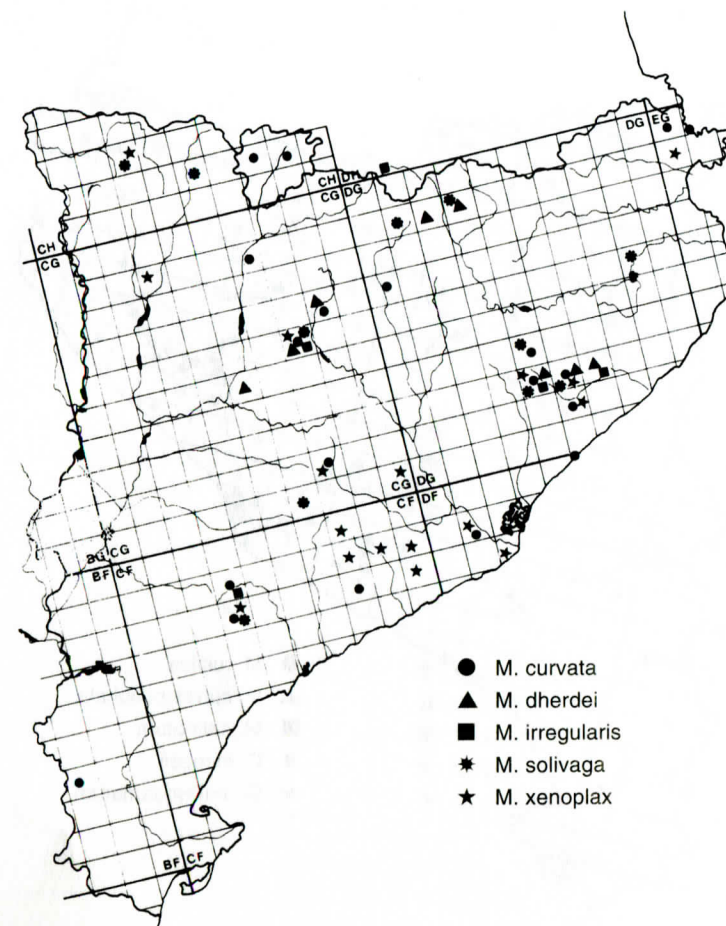 DG EG
CH DH
CG DG
CH
CG
CG DG
CF DF
BG CG
BF CF
M. curvata
M. dherdei
M. irregularis
M. solivaga
M. xenoplax
BF CF